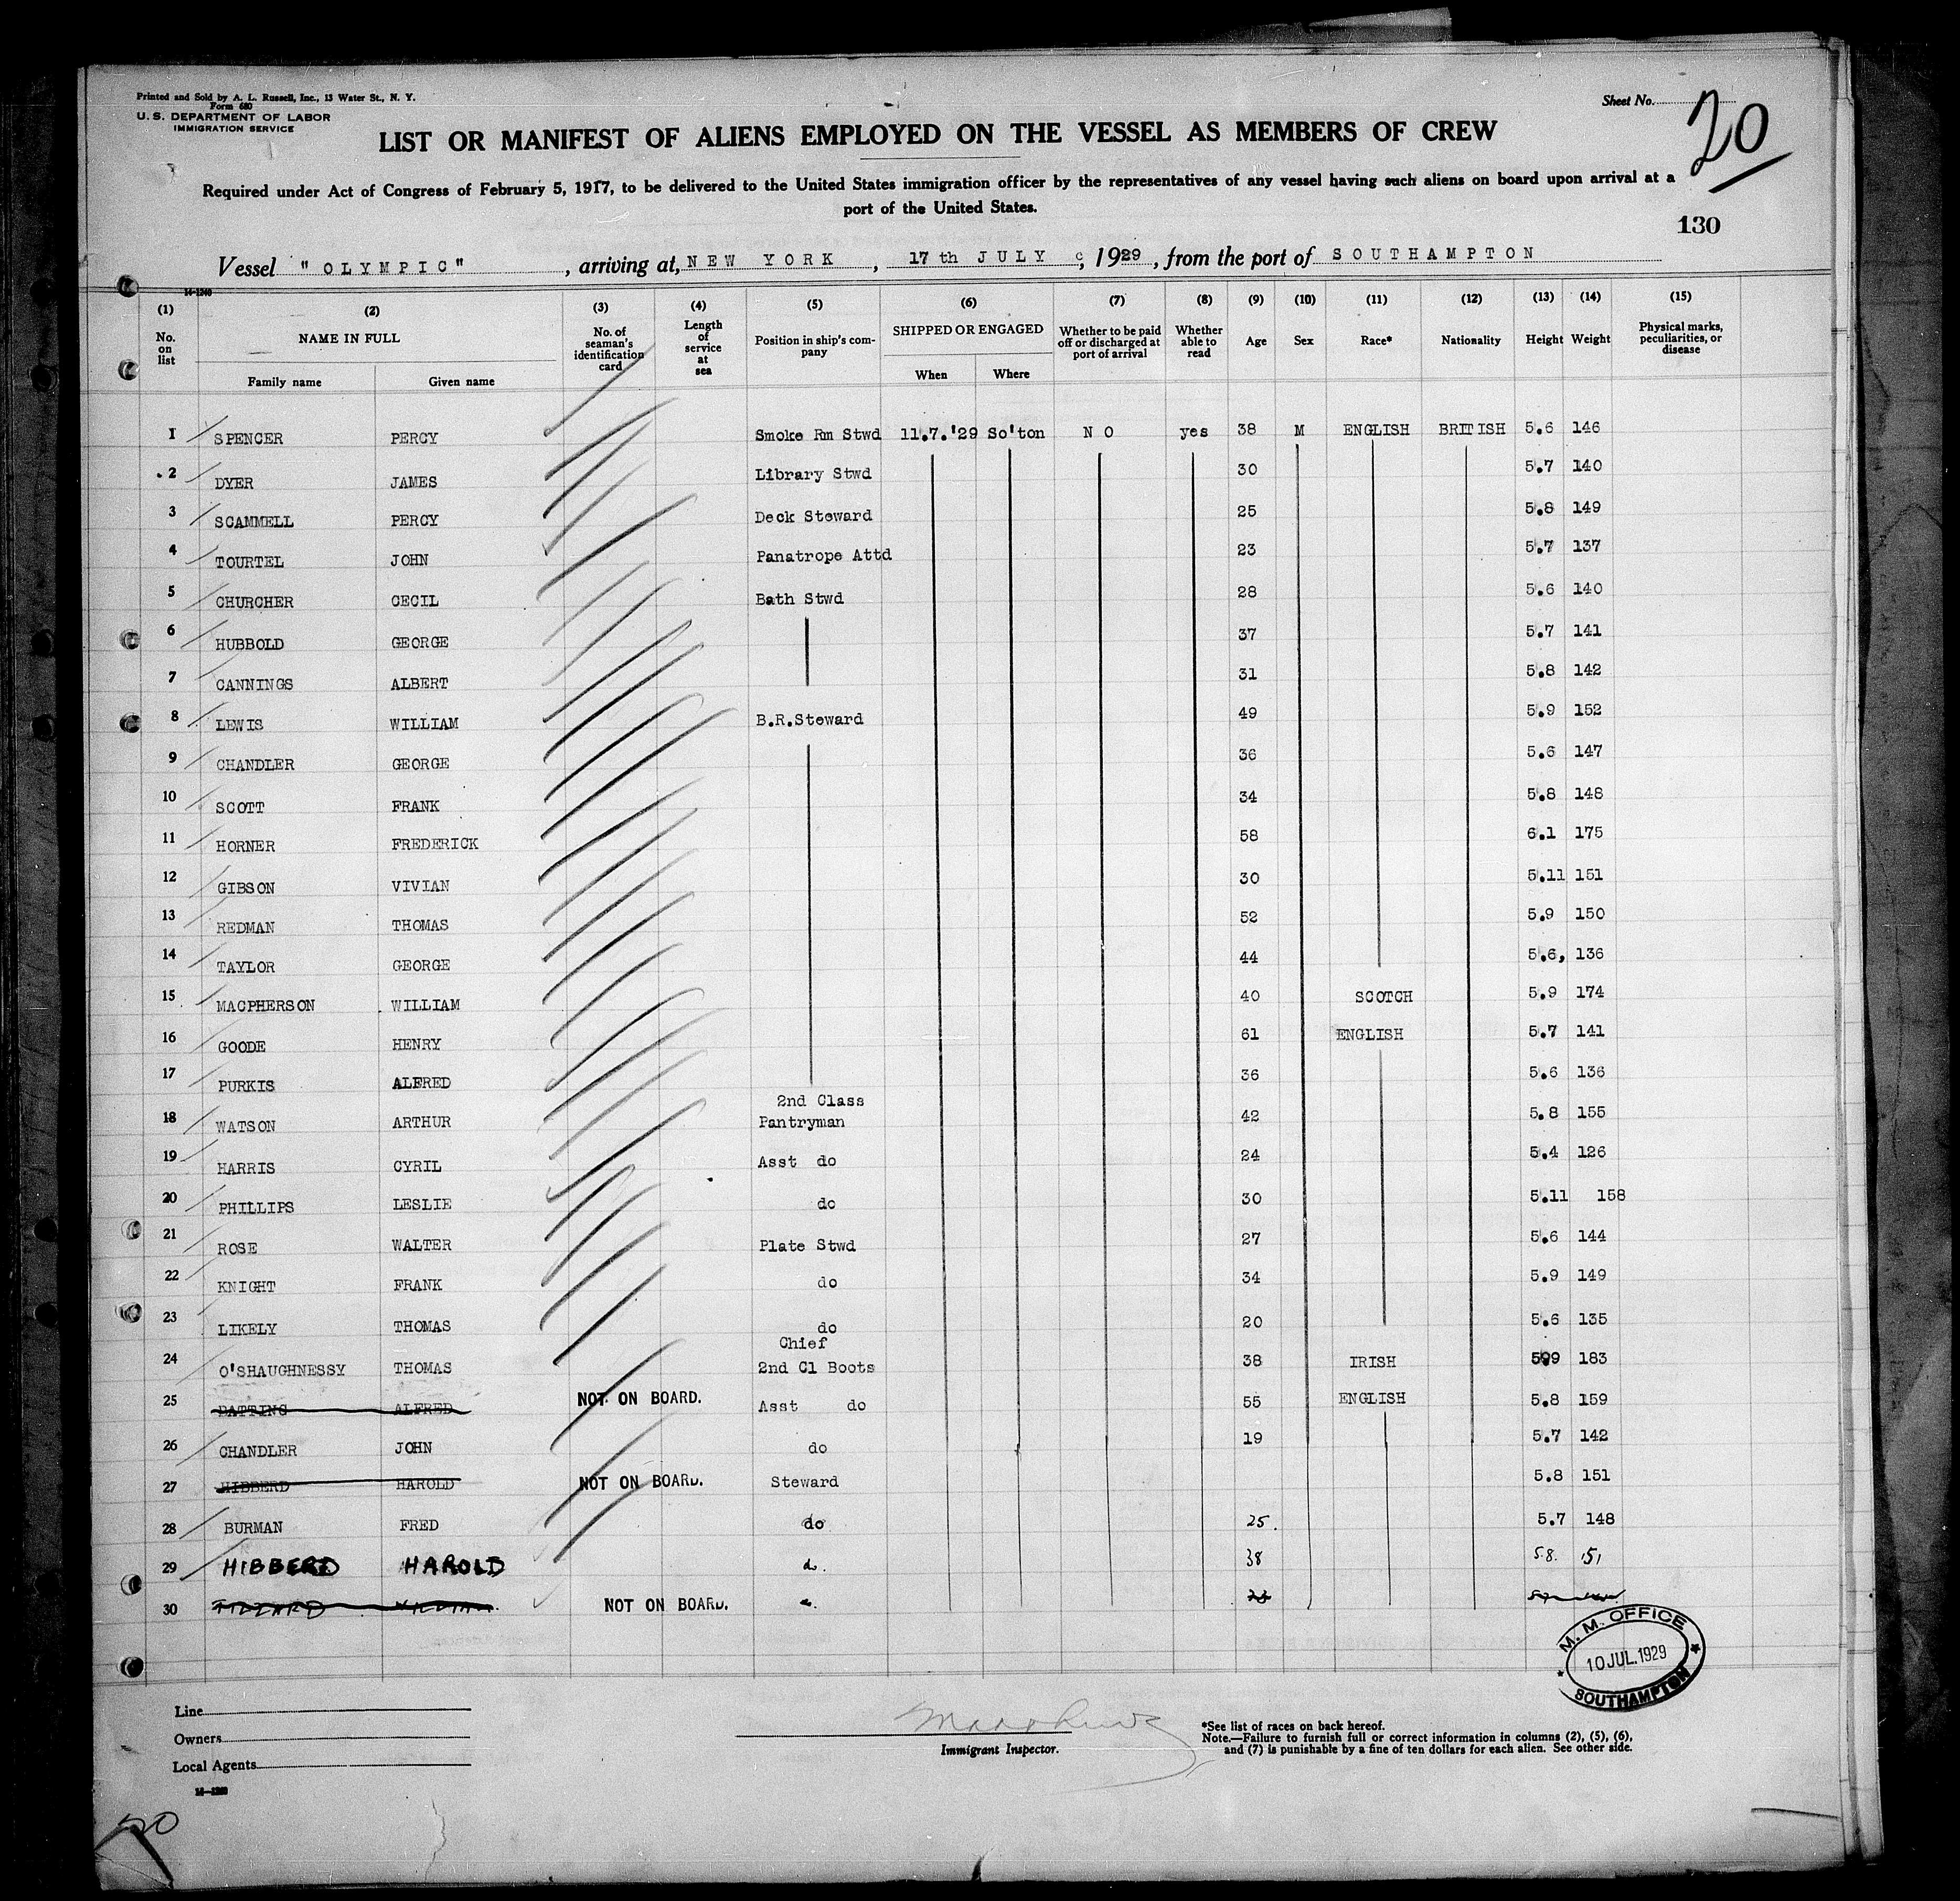 Printed and Sold by A. L. Russell, Inc., 13 Water St., N. Y.
Form 680
U. S. DEPARTMENT OF LABOR
IMMIGRATION SERVICE
Sheet No. 20
LIST OR MANIFEST OF ALIENS EMPLOYED ON THE VESSEL AS MEMBERS OF CREW
Required under Act of Congress of February 5, 1917, to be delivered to the United States immigration officer by the representatives of any vessel having such aliens on board upon arrival at a
port of the United States.
130
Vessel "OLYMPIC", arriving at, NEW YORK, 17th JULY, 1929, from the port of SOUTHAMPTON
14-1240
(1) (2) (3) (4) (5) (6) (7) (8) (9) (10) (11) (12) (13) (14) (15)
No. on list NAME IN FULL No. of seaman's identification card Length of service at sea Position in ship's company SHIPPED OR ENGAGED Whether to be paid off or discharged at port of arrival Whether able to read Age Sex Race* Nationality Height Weight Physical marks, peculiarities, or disease
Family name Given name When Where
1 SPENCER PERCY Smoke Rm Stwd 11.7.'29 So'ton NO yes 38 M ENGLISH BRITISH 5.6 146
2 DYER JAMES Library Stwd 30 5.7 140
3 SCAMMELL PERCY Deck Steward 25 5.8 149
4 TOURTEL JOHN Panatrope Attd 23 5.7 137
5 CHURCHER CECIL Bath Stwd 28 5.6 140
6 HUBBOLD GEORGE 37 5.7 141
7 CANNINGS ALBERT 31 5.8 142
8 LEWIS WILLIAM B.R.Steward 49 5.9 152
9 CHANDLER GEORGE 36 5.6 147
10 SCOTT FRANK 34 5.8 148
11 HORNER FREDERICK 58 6.1 175
12 GIBSON VIVIAN 30 5.11 151
13 REDMAN THOMAS 52 5.9 150
14 TAYLOR GEORGE 44 5.6, 136
15 MACPHERSON WILLIAM 40 SCOTCH 5.9 174
16 GOODE HENRY 61 ENGLISH 5.7 141
17 PURKIS ALFRED 36 5.6 136
2nd Class
18 WATSON ARTHUR Pantryman 42 5.8 155
19 HARRIS CYRIL Asst do 24 5.4 126
20 PHILLIPS LESLIE do 30 5.11 158
21 ROSE WALTER Plate Stwd 27 5.6 144
22 KNIGHT FRANK do 34 5.9 149
23 LIKELY THOMAS do 20 5.6 135
Chief
24 O'SHAUGHNESSY THOMAS 2nd Cl Boots 38 IRISH 5.9 183
25 BATTING ALFRED NOT ON BOARD. Asst do 55 ENGLISH 5.8 159
26 CHANDLER JOHN do 19 5.7 142
27 HIBBERD HAROLD NOT ON BOARD. Steward 5.8 151
28 BURMAN FRED do 25. 5.7 148
29 HIBBERD HAROLD d. 38 5.8. 151
30 NOT ON BOARD.
M. M. OFFICE
10 JUL. 1929
SOUTHAMPTON
Line
Owners
Local Agents
14-1240
Immigrant Inspector.
*See list of races on back hereof.
Note.—Failure to furnish full or correct information in columns (2), (5), (6),
and (7) is punishable by a fine of ten dollars for each alien. See other side.